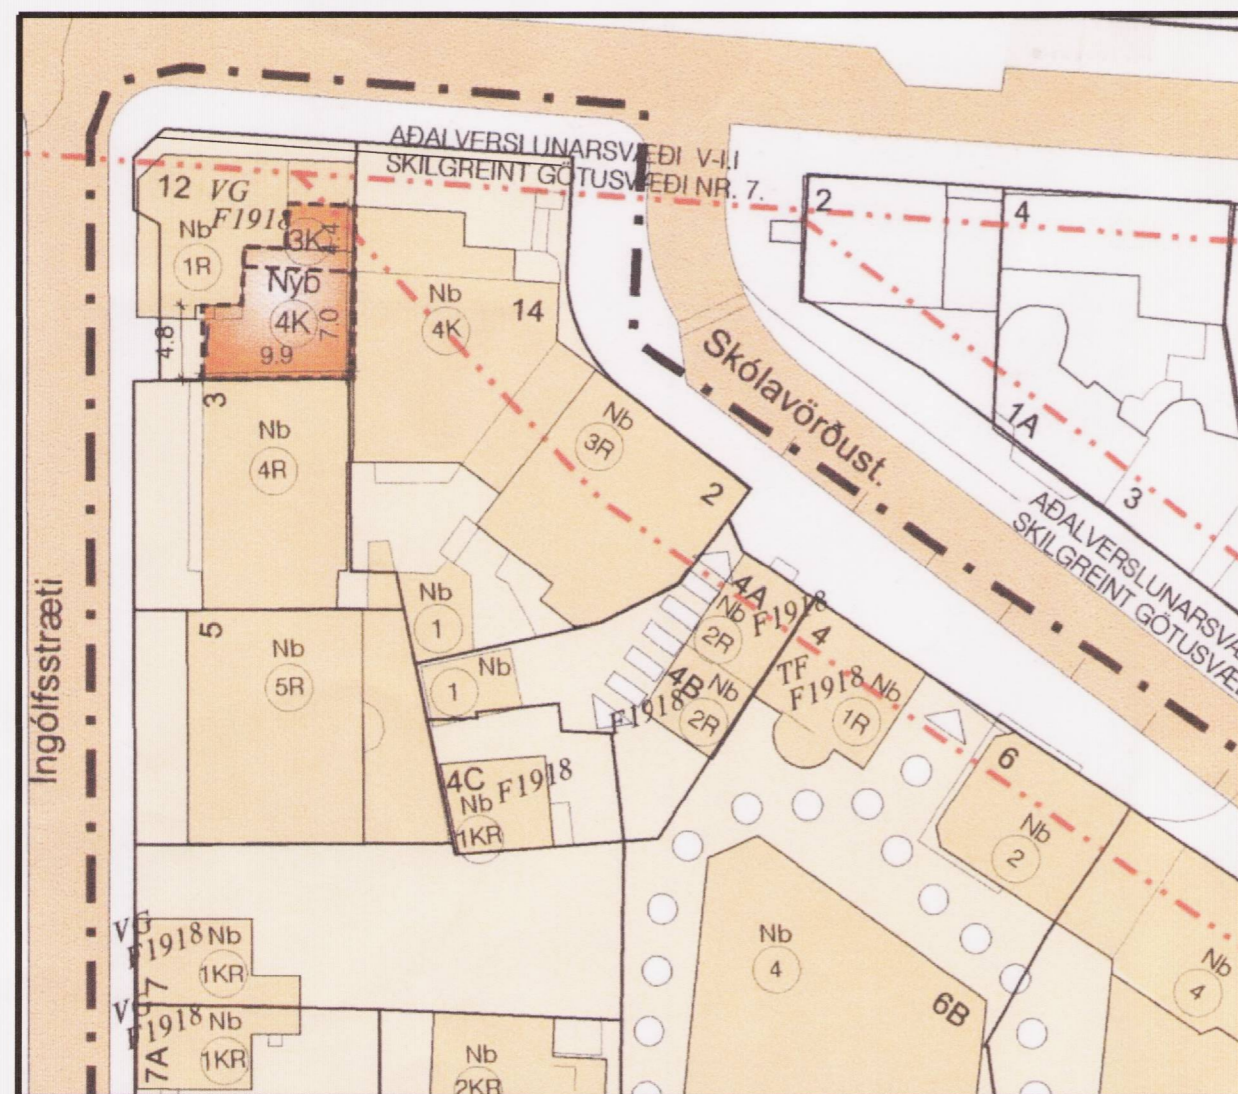 AÐALVERSLUNARSVÆÐI V-I.I
SKILGREINT GÖTUSVÆÐI NR. 7.
12
VG
F1918
Nb
1R
3K
4.4
Nyb
4K
7.0
9.9
4.8
Nb
4K
14
2
4
1A
3
Skólavörðust.
AÐALVERSLUNARSVÆ
SKILGREINT GÖTUSVÆ
3
Nb
4R
Nb
3R
2
Ingólfsstræti
5
Nb
5R
Nb
1
Nb
1
4A
Nb
F1918
2R
4B
Nb
F1918
2R
4
TF
F1918
Nb
1R
6
Nb
2
4C
F1918
Nb
1KR
Nb
4
6B
Nb
4
VG
F1918
Nb
7
1KR
VG
F1918
Nb
7A
1KR
Nb
2KR